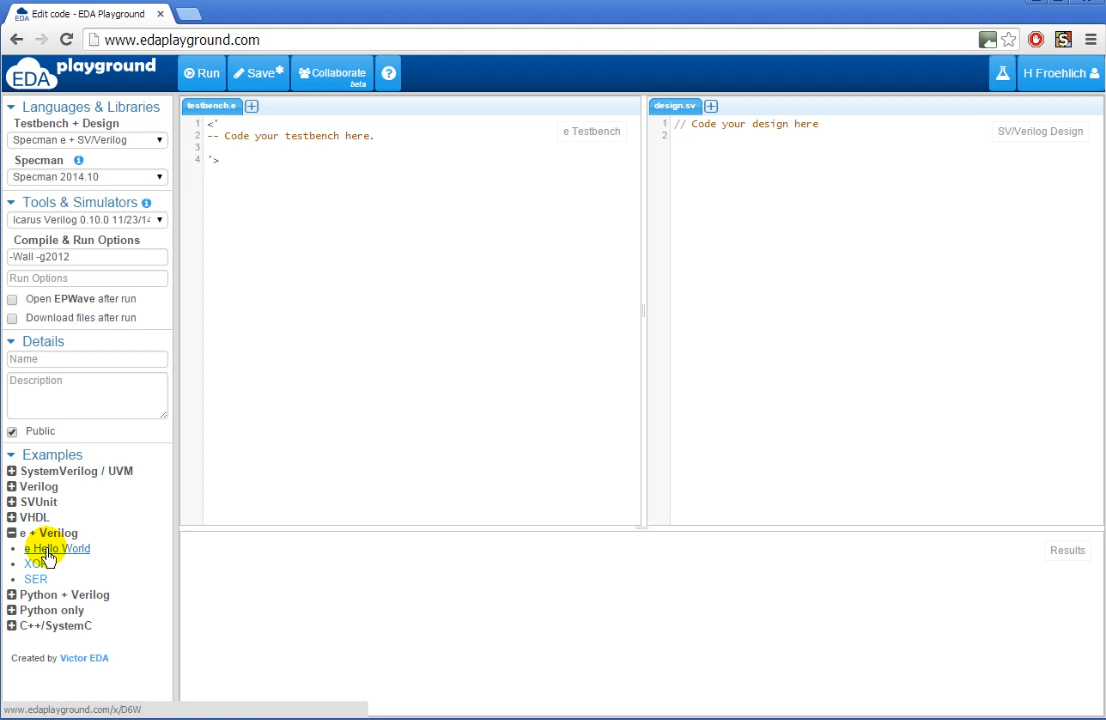 Edit code - EDA Playground
www.edaplayground.com
EDA playground
Run
Save*
Collaborate
beta
?
H Froehlich
Languages & Libraries
Testbench + Design
Specman e + SV/Verilog
Specman
Specman 2014.10
Tools & Simulators
Icarus Verilog 0.10.0 11/23/14
Compile & Run Options
-Wall -g2012
Run Options
Open EPWave after run
Download files after run
Details
Name
Description
Public
Examples
SystemVerilog / UVM
Verilog
SVUnit
VHDL
e + Verilog
e Hello World
XOR
SER
Python + Verilog
Python only
C++/SystemC
Created by Victor EDA
www.edaplayground.com/x/D6W
testbench.e
1 <'
2 -- Code your testbench here.
3
4 '>
e Testbench
design.sv
1 // Code your design here
2
SV/Verilog Design
Results